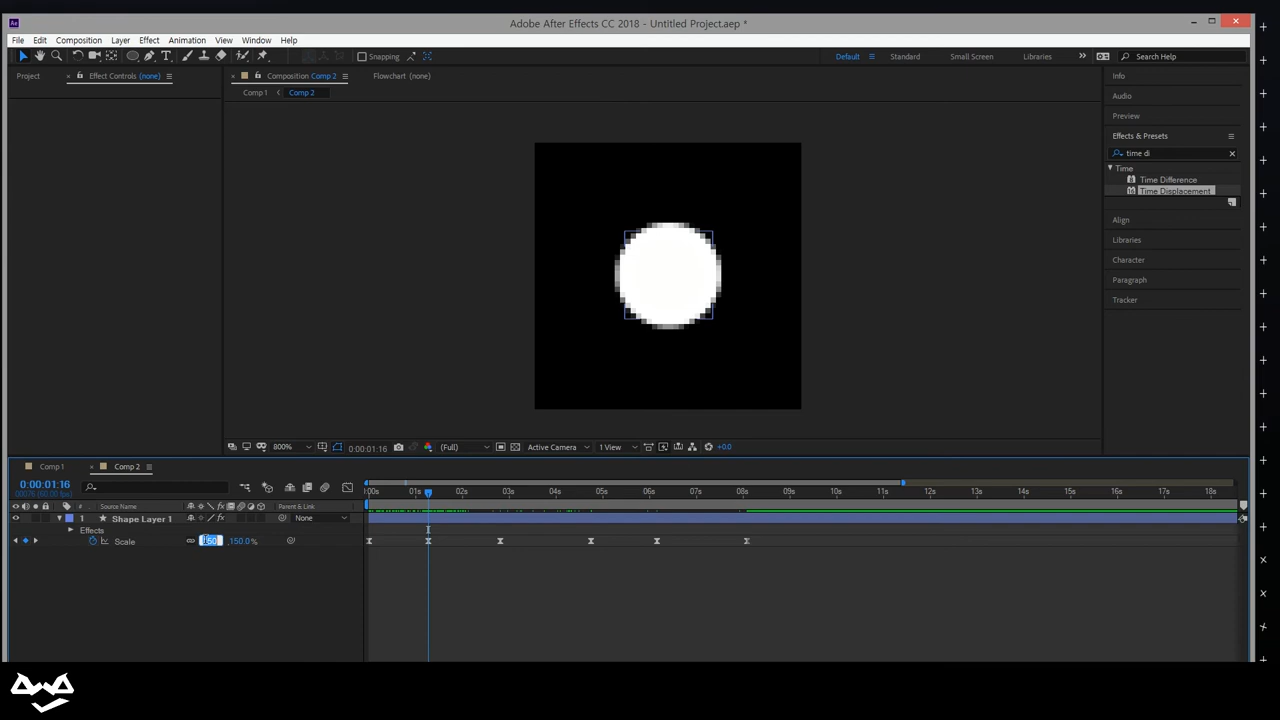 Adobe After Effects CC 2018 - Untitled Project.aep *
File Edit Composition Layer Effect Animation View Window Help
Snapping
Default Standard Small Screen Libraries Search Help
Project Effect Controls (none) Composition Comp 2 Flowchart (none)
Comp 1 Comp 2
Info
Audio
Preview
Effects & Presets
time di
Time
Time Difference
Time Displacement
Align
Libraries
Character
Paragraph
Tracker
800% 0:00:01:16 (Full) Active Camera 1 View +0.0
Comp 1 Comp 2
0:00:01:16
00076 (60.00 fps)
:00s 01s 02s 03s 04s 05s 06s 07s 08s 09s 10s 11s 12s 13s 14s 15s 16s 17s 18s
# Source Name Parent & Link
1 Shape Layer 1 None
Effects
Scale 150 ,150.0%